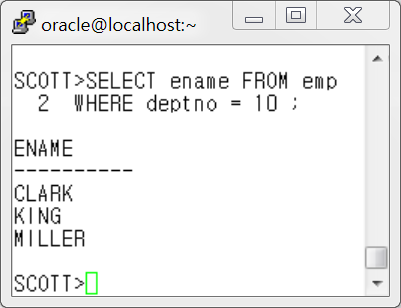 oracle@localhost:~
SCOTT>SELECT ename FROM emp
  2  WHERE deptno = 10 ;
ENAME
----------
CLARK
KING
MILLER
SCOTT>